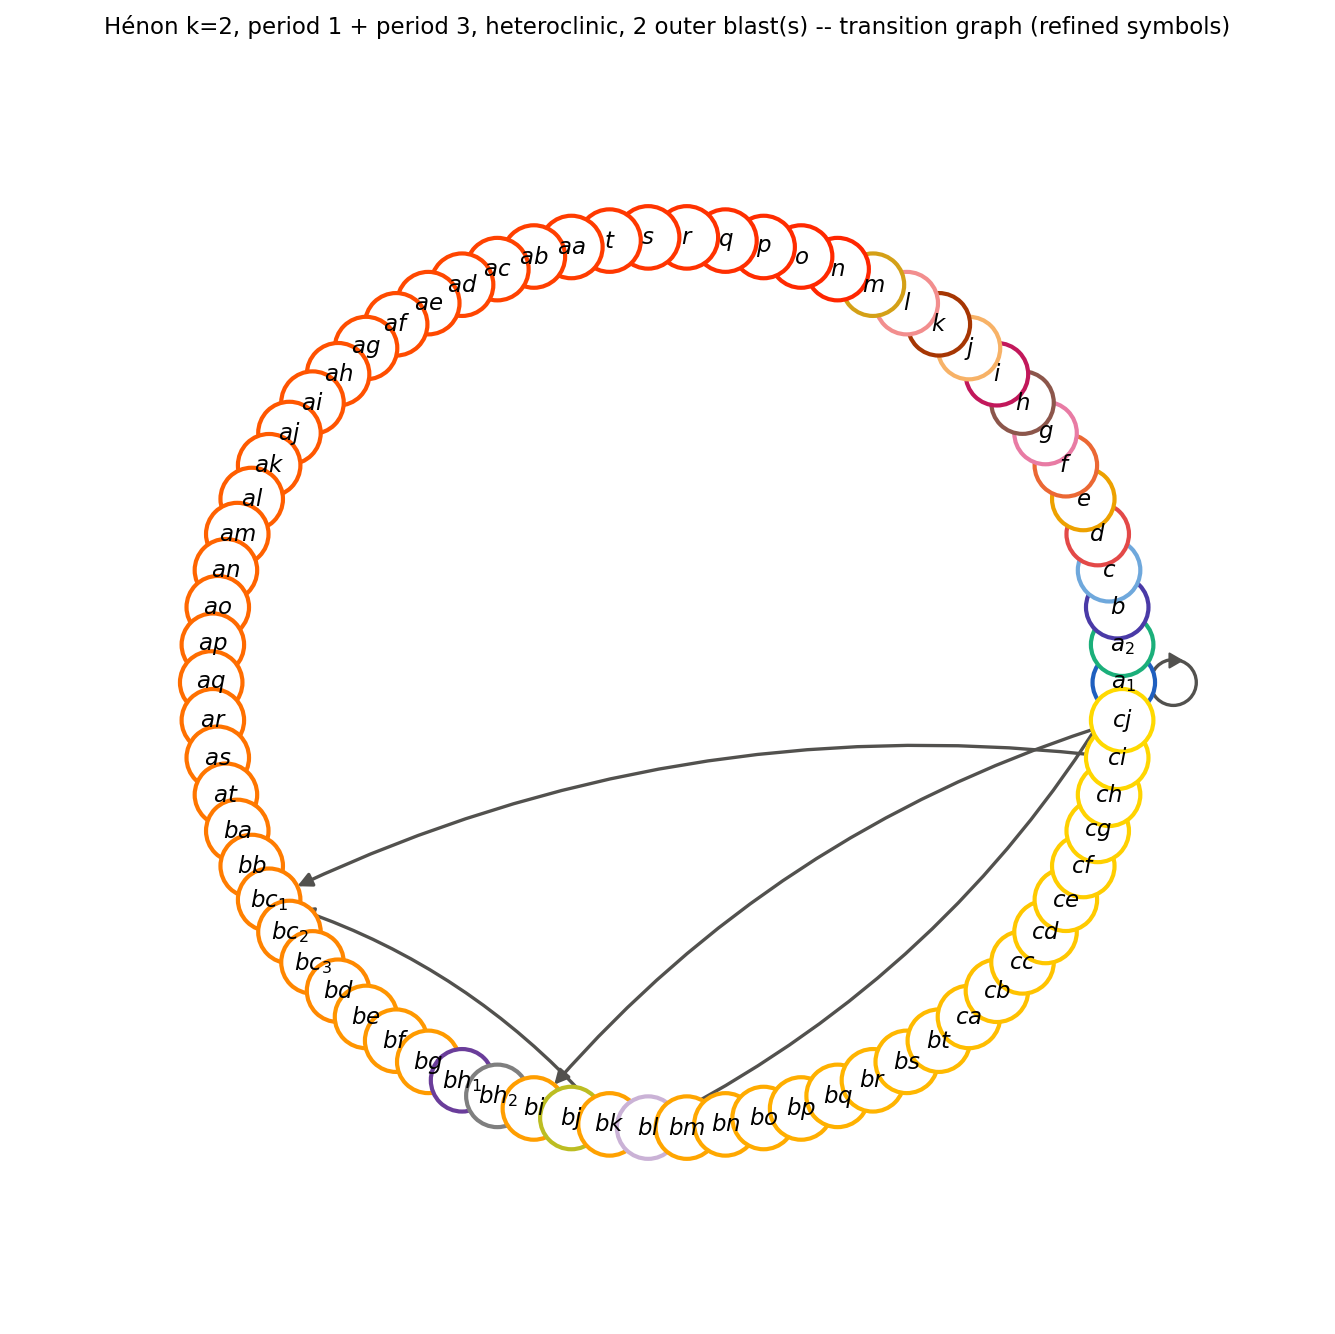 Hénon k=2, period 1 + period 3, heteroclinic, 2 outer blast(s) -- transition graph (refined symbols)
a₁
a₂
b
c
d
e
f
g
h
i
j
k
l
m
n
o
p
q
r
s
t
aa
ab
ac
ad
ae
af
ag
ah
ai
aj
ak
al
am
an
ao
ap
aq
ar
as
at
ba
bb
bc₁
bc₂
bc₃
bd
be
bf
bg
bh₁
bh₂
bi
bj
bk
bl
bm
bn
bo
bp
bq
br
bs
bt
ca
cb
cc
cd
ce
cf
cg
ch
ci
cj